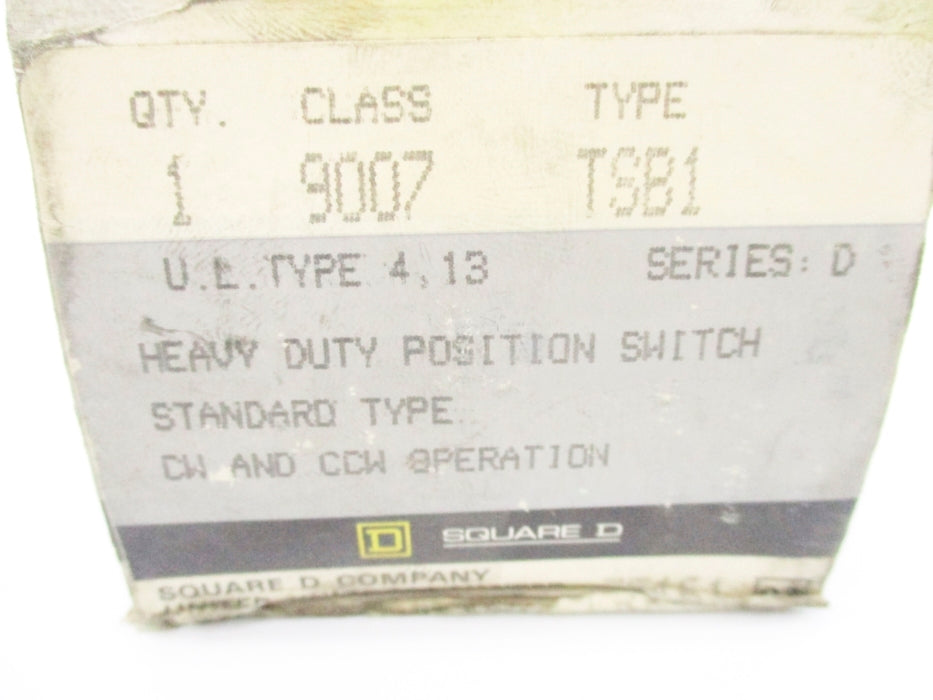 QTY. CLASS TYPE
1 9007 TSB1
U.L. TYPE 4,13 SERIES: D
HEAVY DUTY POSITION SWITCH
STANDARD TYPE
CW AND CCW OPERATION
D SQUARE D
SQUARE D COMPANY